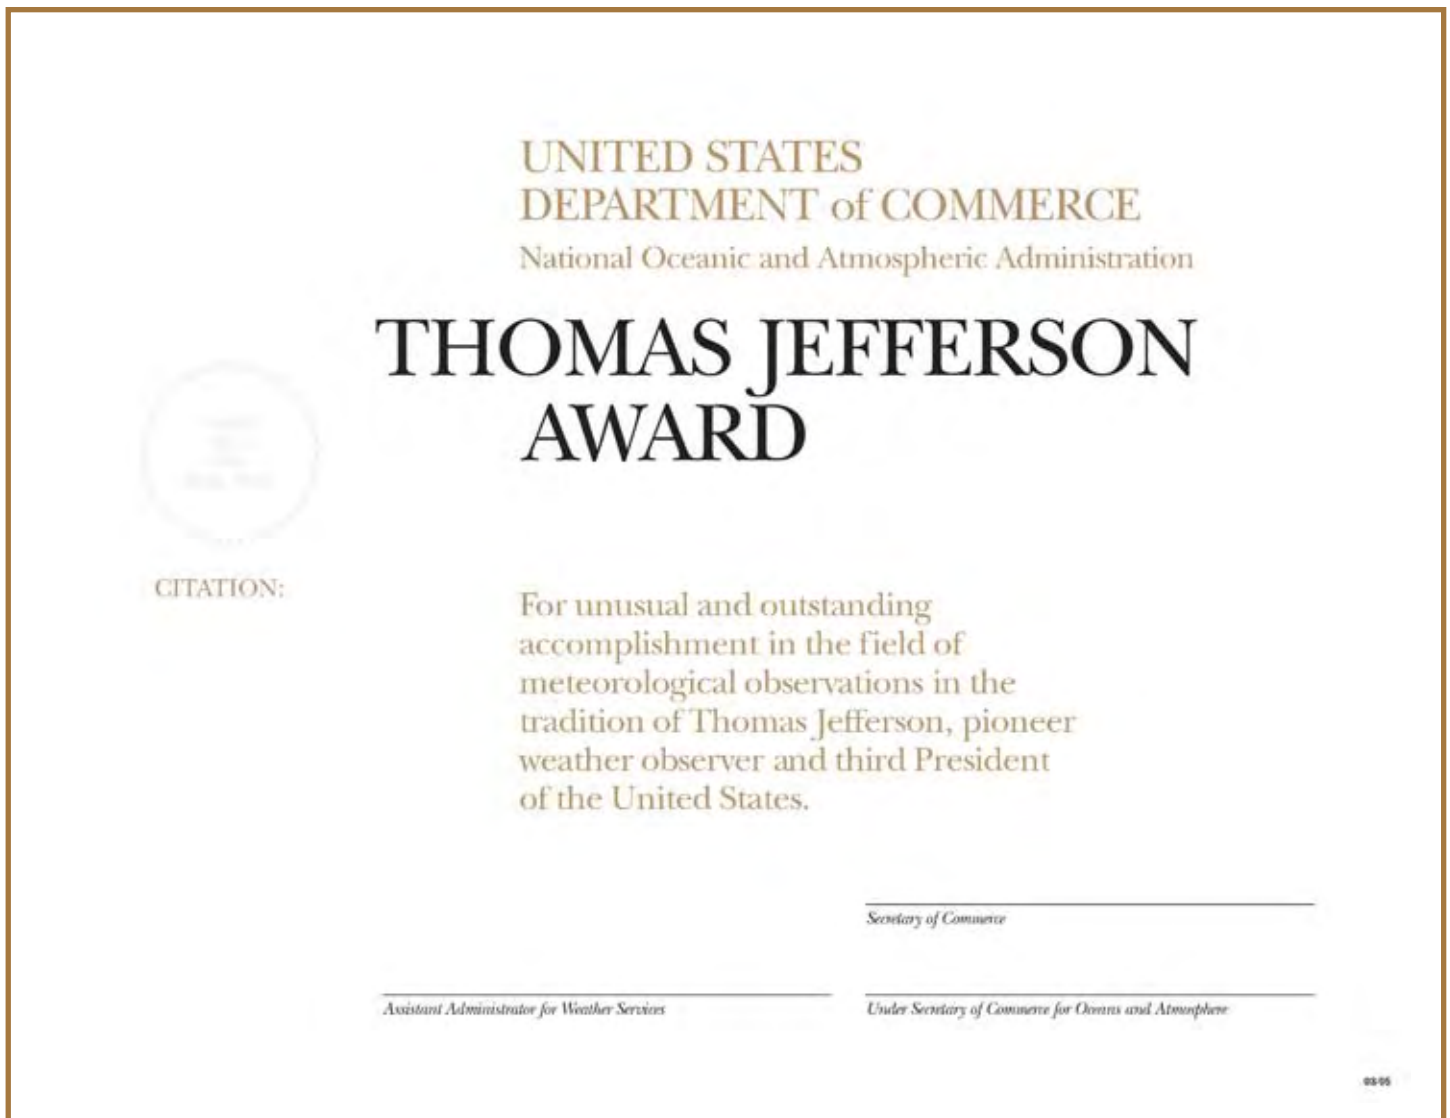 UNITED STATES
DEPARTMENT of COMMERCE
National Oceanic and Atmospheric Administration
THOMAS JEFFERSON
AWARD
CITATION:
For unusual and outstanding
accomplishment in the field of
meteorological observations in the
tradition of Thomas Jefferson, pioneer
weather observer and third President
of the United States.
Secretary of Commerce
Assistant Administrator for Weather Services
Under Secretary of Commerce for Oceans and Atmosphere